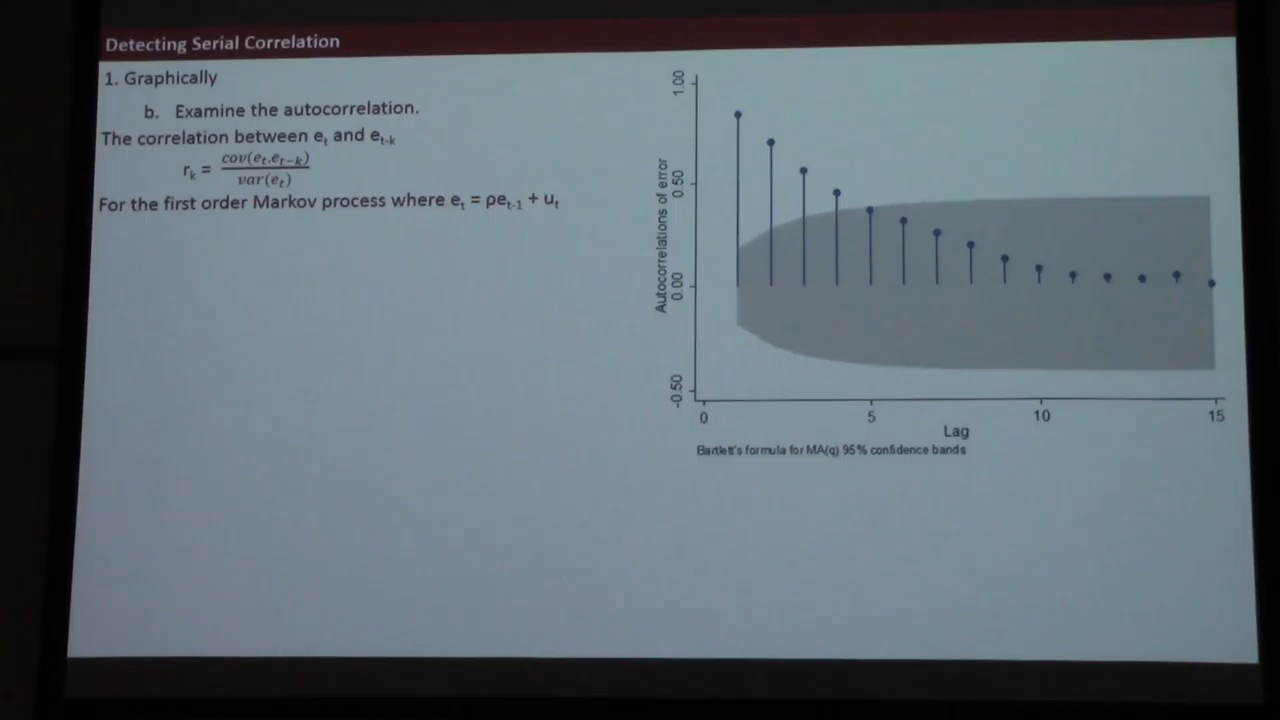 Detecting Serial Correlation
1. Graphically
b. Examine the autocorrelation.
The correlation between eₜ and eₜ₋ₖ
rₖ = cov(eₜ,eₜ₋ₖ) / var(eₜ)
For the first order Markov process where eₜ = ρeₜ₋₁ + uₜ
Autocorrelations of error
1.00
0.50
0.00
-0.50
0 5 10 15
Lag
Bartlett's formula for MA(q) 95% confidence bands